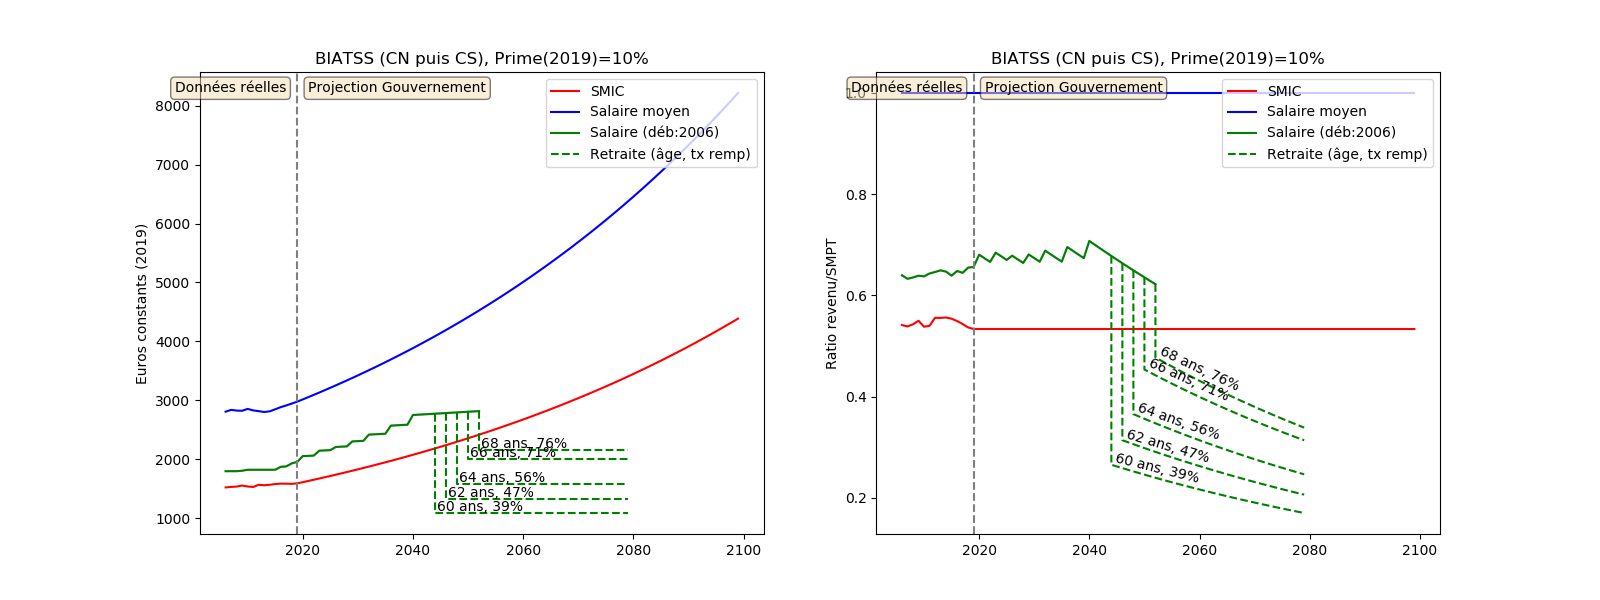 BIATSS (CN puis CS), Prime(2019)=10%
Données réelles
Projection Gouvernement
SMIC
Salaire moyen
Salaire (déb:2006)
Retraite (âge, tx remp)
Euros constants (2019)
8000
7000
6000
5000
4000
3000
2000
1000
68 ans, 76%
66 ans, 71%
64 ans, 56%
62 ans, 47%
60 ans, 39%
2020
2040
2060
2080
2100
BIATSS (CN puis CS), Prime(2019)=10%
Données réelles
Projection Gouvernement
SMIC
Salaire moyen
Salaire (déb:2006)
Retraite (âge, tx remp)
Ratio revenu/SMPT
1.0
0.8
0.6
0.4
0.2
68 ans, 76%
66 ans, 71%
64 ans, 56%
62 ans, 47%
60 ans, 39%
2020
2040
2060
2080
2100